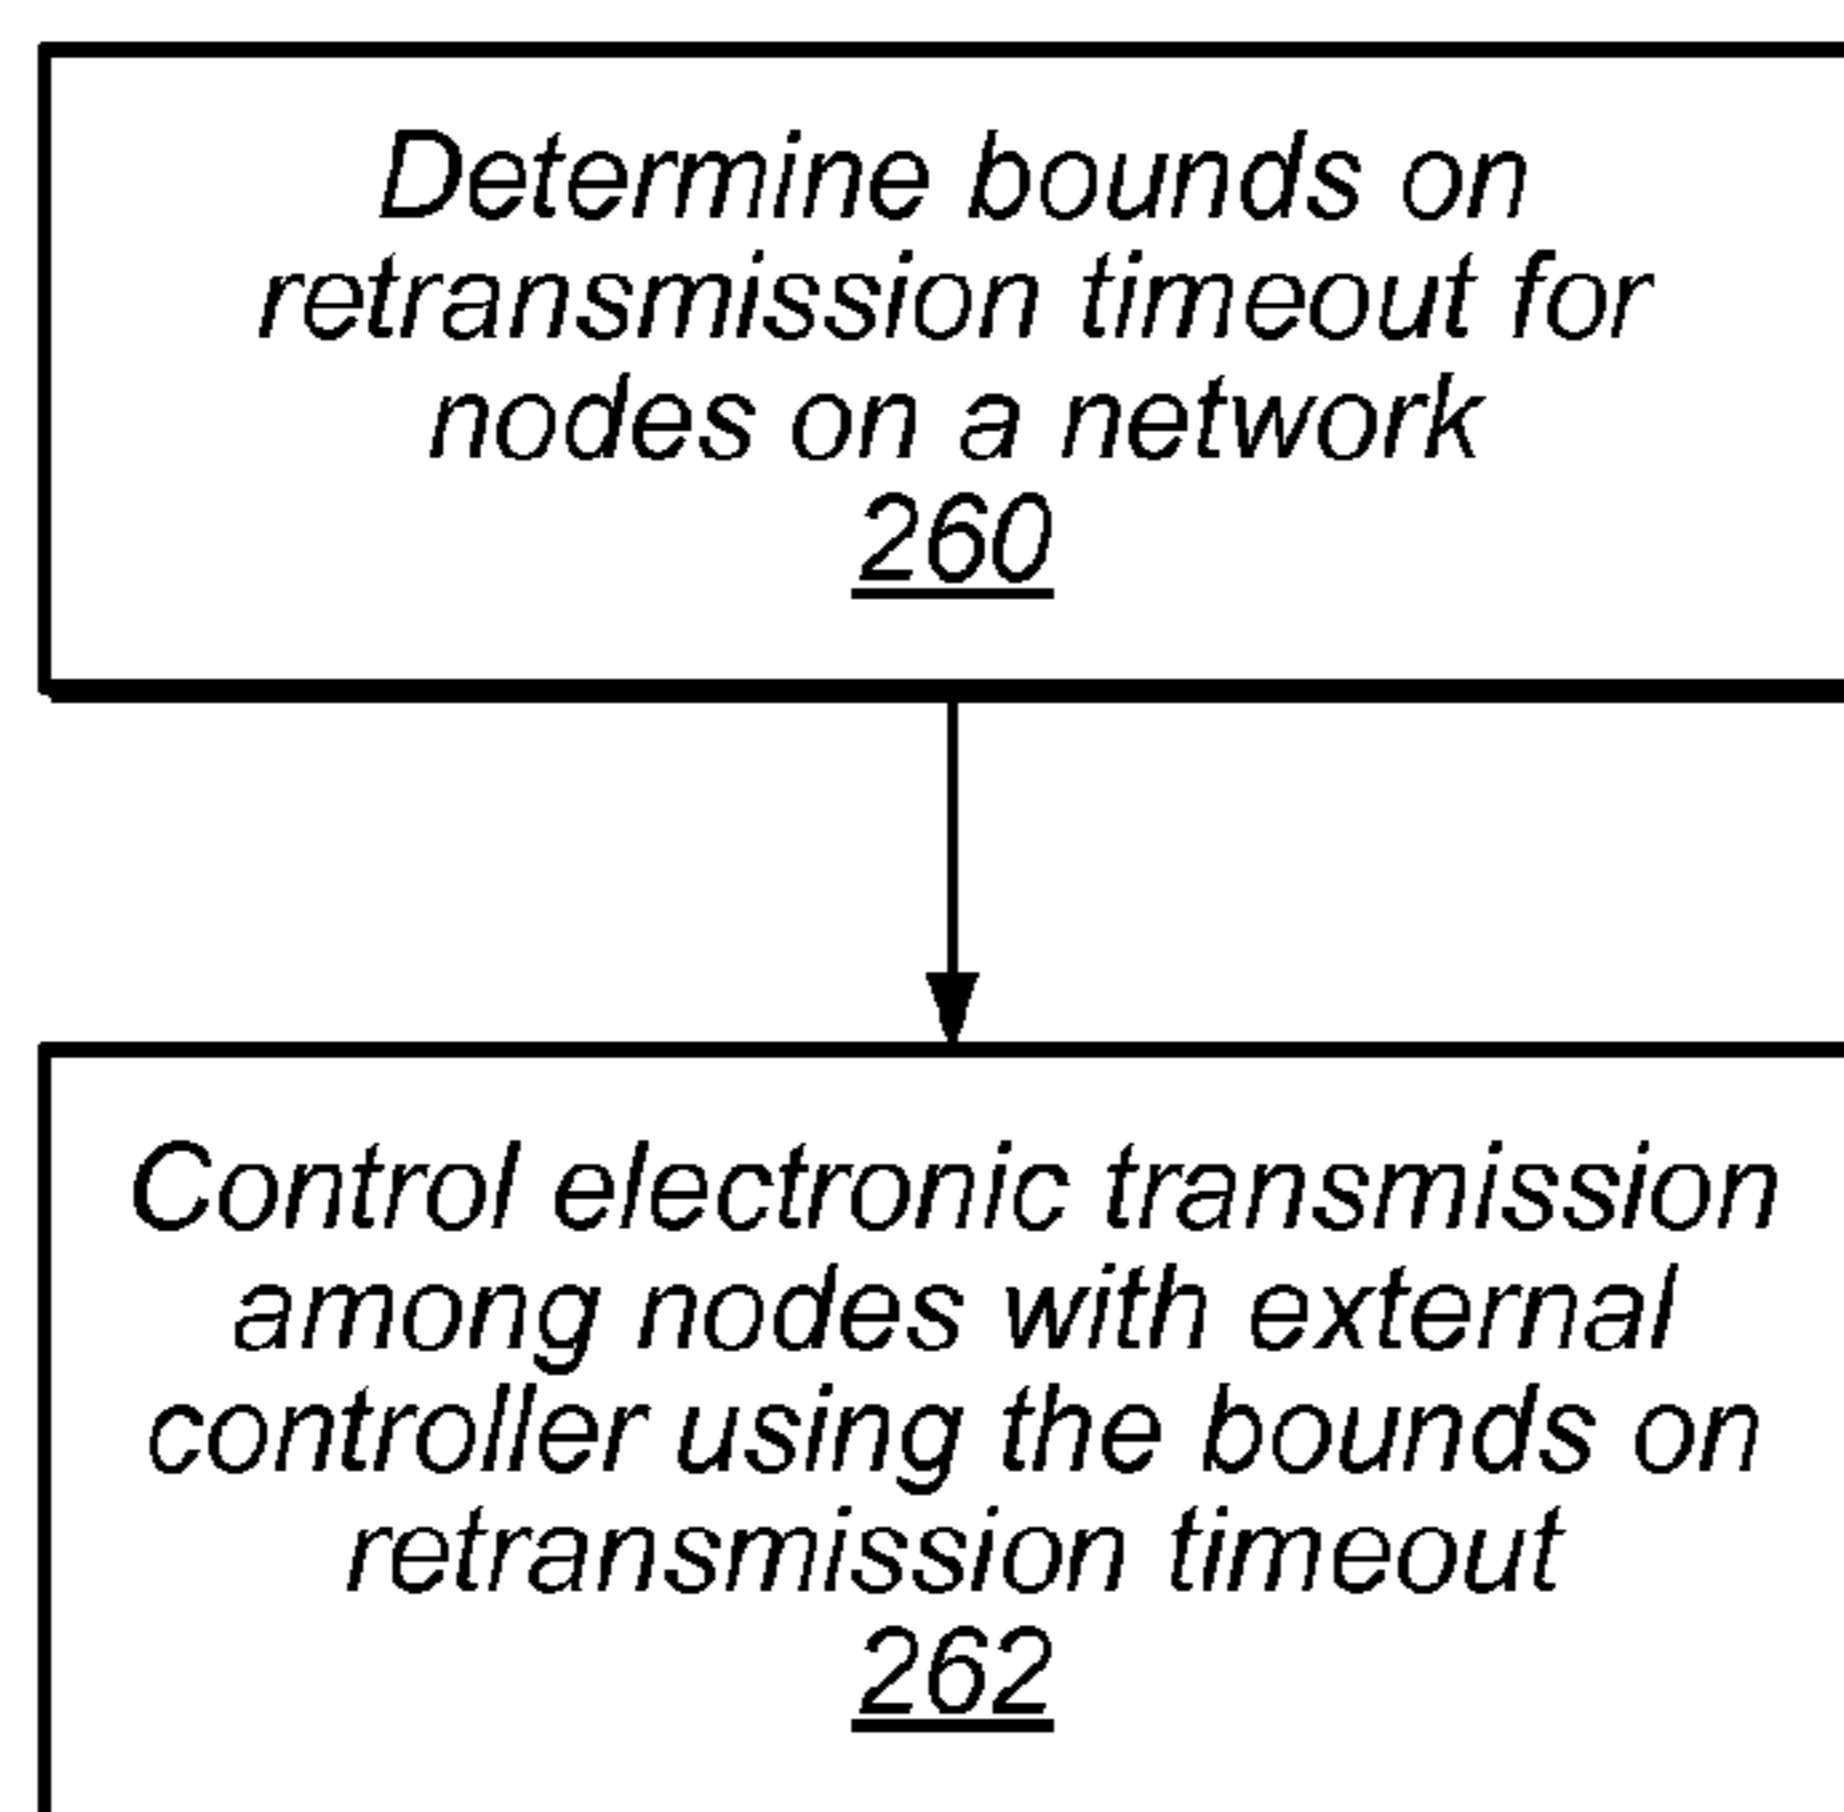 Determine bounds on
retransmission timeout for
nodes on a network
260
Control electronic transmission
among nodes with external
controller using the bounds on
retransmission timeout
262